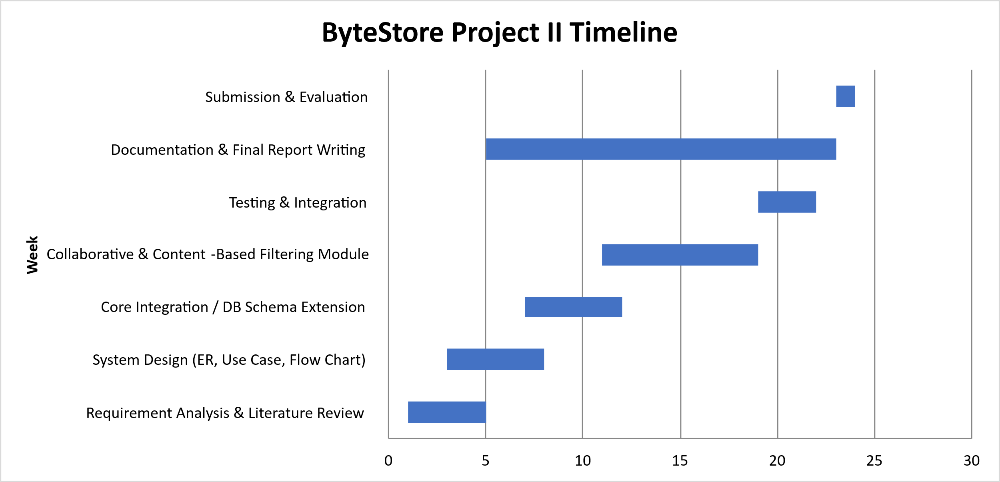 ByteStore Project II Timeline
Submission & Evaluation
Documentation & Final Report Writing
Testing & Integration
Week
Collaborative & Content -Based Filtering Module
Core Integration / DB Schema Extension
System Design (ER, Use Case, Flow Chart)
Requirement Analysis & Literature Review
0 5 10 15 20 25 30